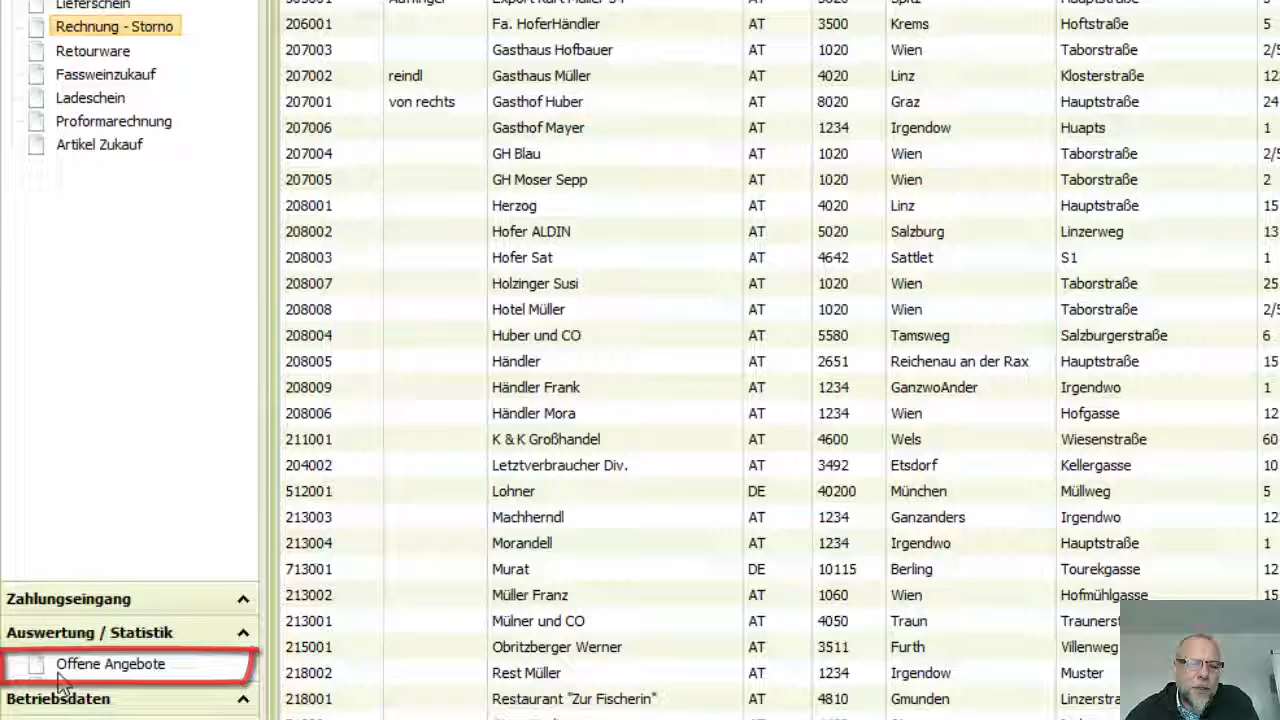 Lieferschein
Rechnung - Storno
Retourware
Fassweinzukauf
Ladeschein
Proformarechnung
Artikel Zukauf
Zahlungseingang
Auswertung / Statistik
Offene Angebote
Betriebsdaten
206001 Fa. HoferHändler AT 3500 Krems Hoftstraße 5
207003 Gasthaus Hofbauer AT 1020 Wien Taborstraße 2/5
207002 reindl Gasthaus Müller AT 4020 Linz Klosterstraße 12
207001 von rechts Gasthof Huber AT 8020 Graz Hauptstraße 24
207006 Gasthof Mayer AT 1234 Irgendow Huapts 1
207004 GH Blau AT 1020 Wien Taborstraße 2/5
207005 GH Moser Sepp AT 1020 Wien Taborstraße 2
208001 Herzog AT 4020 Linz Hauptstraße 15
208002 Hofer ALDIN AT 5020 Salzburg Linzerweg 13
208003 Hofer Sat AT 4642 Sattlet S1 1
208007 Holzinger Susi AT 1020 Wien Taborstraße 25
208008 Hotel Müller AT 1020 Wien Taborstraße 2/5
208004 Huber und CO AT 5580 Tamsweg Salzburgerstraße 6
208005 Händler AT 2651 Reichenau an der Rax Hauptstraße 15
208009 Händler Frank AT 1234 GanzwoAnder Irgendwo 1
208006 Händler Mora AT 1234 Wien Hofgasse 12
211001 K & K Großhandel AT 4600 Wels Wiesenstraße 60
204002 Letztverbraucher Div. AT 3492 Etsdorf Kellergasse 10
512001 Lohner DE 40200 München Müllweg 5
213003 Machherndl AT 1234 Ganzanders Irgendwo 12
213004 Morandell AT 1234 Irgendwo Hauptstraße 1
713001 Murat DE 10115 Berling Tourekgasse 12
213002 Müller Franz AT 1060 Wien Hofmühlgasse 15
213001 Mülner und CO AT 4050 Traun Traunerst
215001 Obritzberger Werner AT 3511 Furth Villenweg
218002 Rest Müller AT 1234 Irgendow Muster
218001 Restaurant "Zur Fischerin" AT 4810 Gmunden Linzerstra